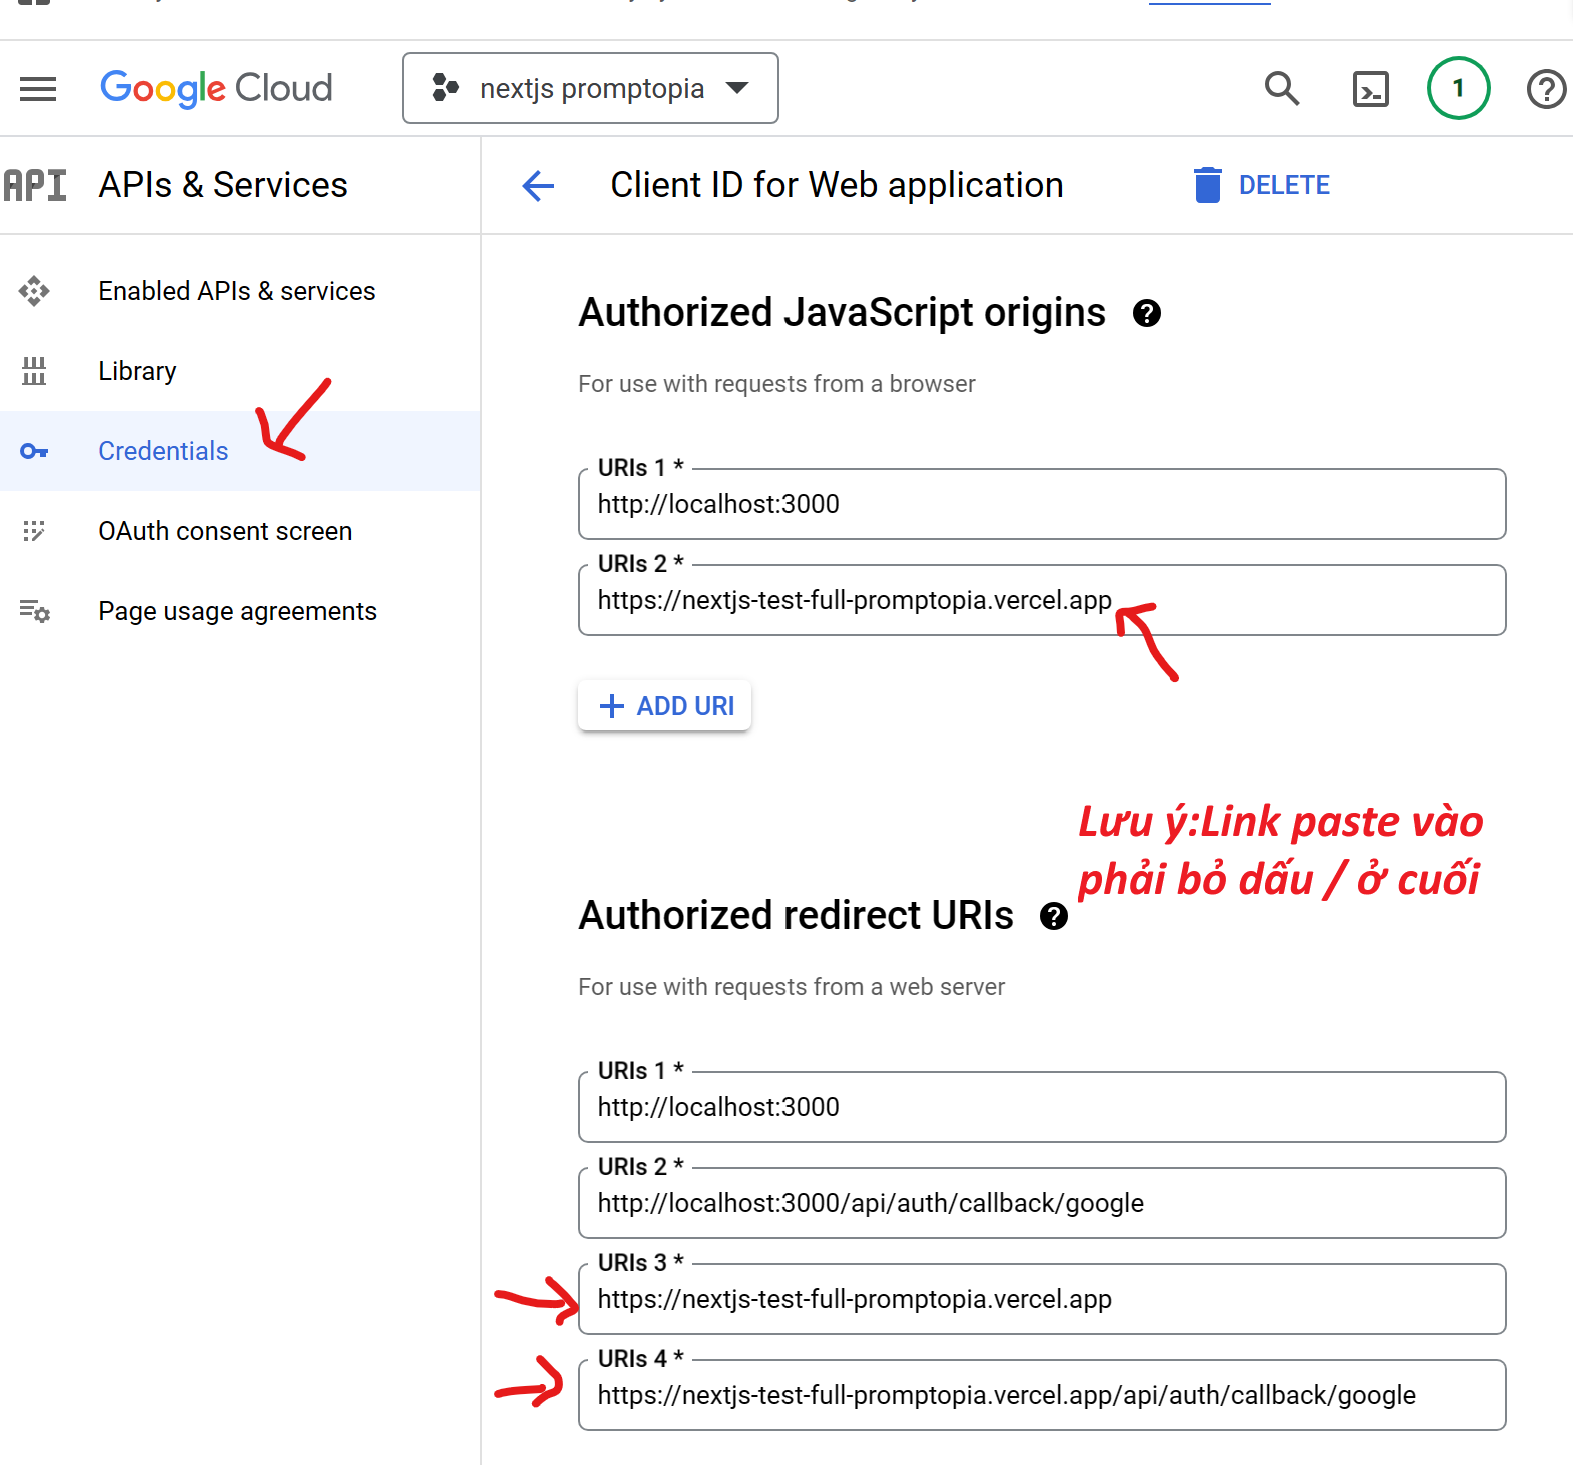 Google Cloud
nextjs promptopia
1
API
APIs & Services
Client ID for Web application
DELETE
Enabled APIs & services
Library
Credentials
OAuth consent screen
Page usage agreements
Authorized JavaScript origins
For use with requests from a browser
URIs 1 *
http://localhost:3000
URIs 2 *
https://nextjs-test-full-promptopia.vercel.app
ADD URI
Lưu ý:Link paste vào
phải bỏ dấu / ở cuối
Authorized redirect URIs
For use with requests from a web server
URIs 1 *
http://localhost:3000
URIs 2 *
http://localhost:3000/api/auth/callback/google
URIs 3 *
https://nextjs-test-full-promptopia.vercel.app
URIs 4 *
https://nextjs-test-full-promptopia.vercel.app/api/auth/callback/google